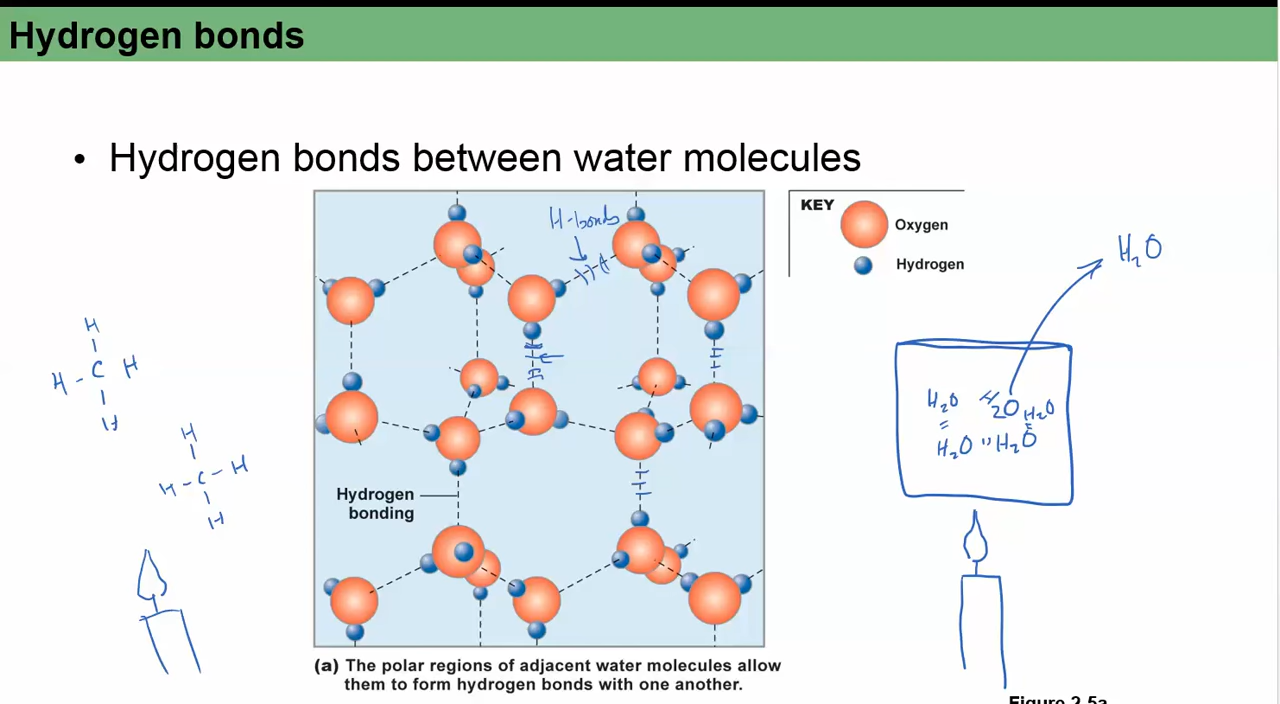 Hydrogen bonds
• Hydrogen bonds between water molecules
H-bonds
KEY
Oxygen
Hydrogen
H₂O
H
H - C H
H
H
H - C - H
H
Hydrogen
bonding
H₂O H₂O H₂O
H₂O " H₂O
(a) The polar regions of adjacent water molecules allow
them to form hydrogen bonds with one another.
Figure 2.5a